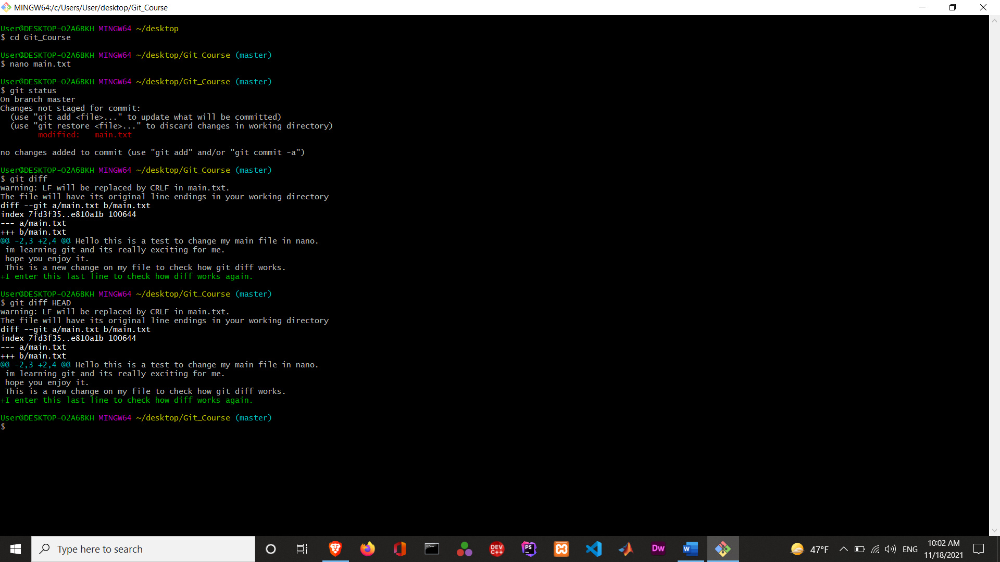 MINGW64:/c/Users/User/desktop/Git_Course
User@DESKTOP-O2A6BKH MINGW64 ~/desktop
$ cd Git_Course
User@DESKTOP-O2A6BKH MINGW64 ~/desktop/Git_Course (master)
$ nano main.txt
User@DESKTOP-O2A6BKH MINGW64 ~/desktop/Git_Course (master)
$ git status
On branch master
Changes not staged for commit:
  (use "git add <file>..." to update what will be committed)
  (use "git restore <file>..." to discard changes in working directory)
        modified:   main.txt
no changes added to commit (use "git add" and/or "git commit -a")
User@DESKTOP-O2A6BKH MINGW64 ~/desktop/Git_Course (master)
$ git diff
warning: LF will be replaced by CRLF in main.txt.
The file will have its original line endings in your working directory
diff --git a/main.txt b/main.txt
index 7fd3f35..e810a1b 100644
--- a/main.txt
+++ b/main.txt
@@ -2,3 +2,4 @@ Hello this is a test to change my main file in nano.
 im learning git and its really exciting for me.
 hope you enjoy it.
 This is a new change on my file to check how git diff works.
+I enter this last line to check how diff works again.
User@DESKTOP-O2A6BKH MINGW64 ~/desktop/Git_Course (master)
$ git diff HEAD
warning: LF will be replaced by CRLF in main.txt.
The file will have its original line endings in your working directory
diff --git a/main.txt b/main.txt
index 7fd3f35..e810a1b 100644
--- a/main.txt
+++ b/main.txt
@@ -2,3 +2,4 @@ Hello this is a test to change my main file in nano.
 im learning git and its really exciting for me.
 hope you enjoy it.
 This is a new change on my file to check how git diff works.
+I enter this last line to check how diff works again.
User@DESKTOP-O2A6BKH MINGW64 ~/desktop/Git_Course (master)
$
Type here to search
DEV C++
PS
Dw
W
47°F
ENG
10:02 AM
11/18/2021